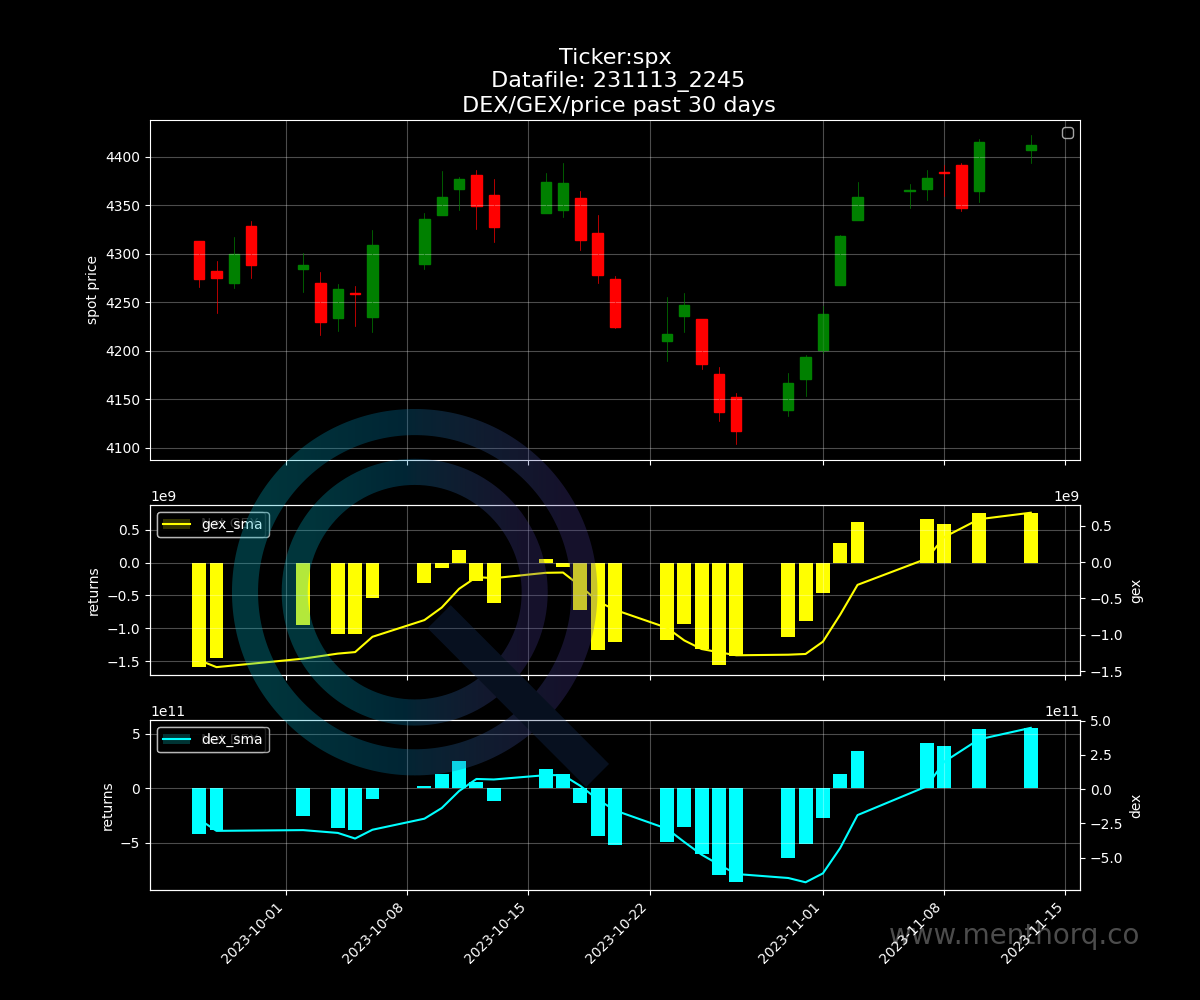 Ticker:spx
Datafile: 231113_2245
DEX/GEX/price past 30 days
4400
4350
4300
4250
4200
4150
4100
spot price
1e9
1e9
gex_sma
0.5
0.0
−0.5
−1.0
−1.5
returns
0.5
0.0
−0.5
−1.0
−1.5
gex
1e11
1e11
dex_sma
5
0
−5
returns
5.0
2.5
0.0
−2.5
−5.0
dex
2023-10-01
2023-10-08
2023-10-15
2023-10-22
2023-11-01
2023-11-08
2023-11-15
www.menthorq.co